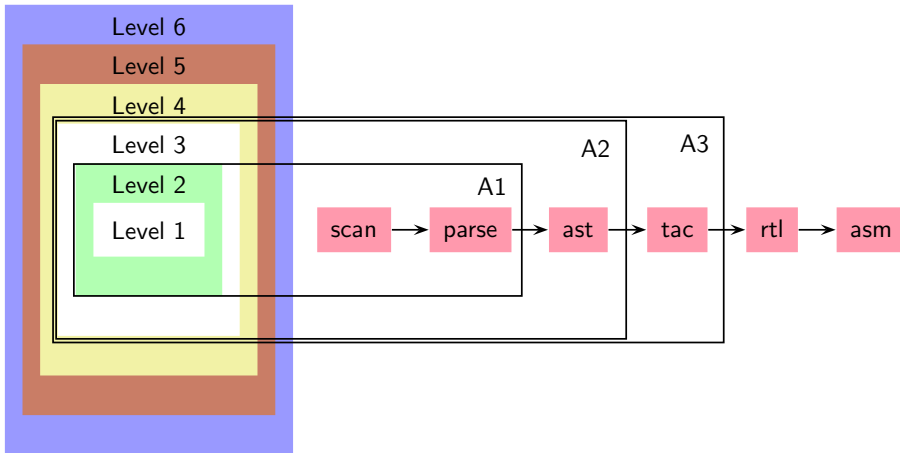 Level 6
Level 5
Level 4
Level 3
Level 2
Level 1
A1
A2
A3
scan
parse
ast
tac
rtl
asm